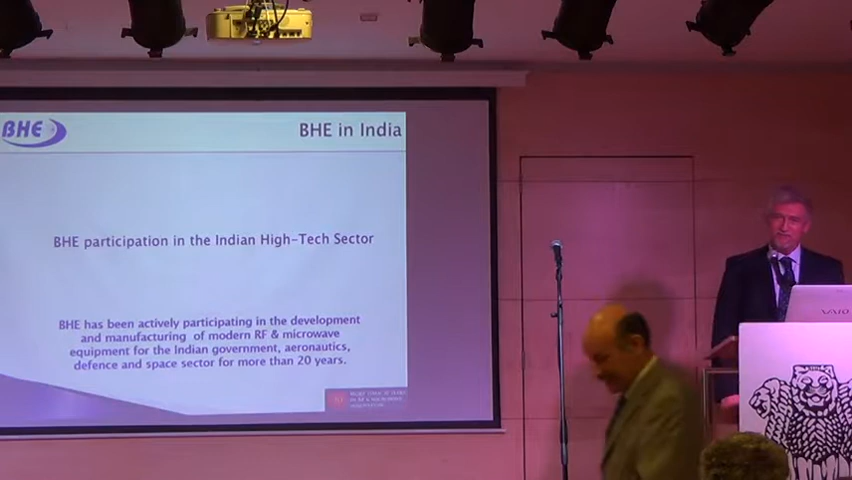 BHE
BHE in India
BHE participation in the Indian High-Tech Sector
BHE has been actively participating in the development
and manufacturing of modern RF & microwave
equipment for the Indian government, aeronautics,
defence and space sector for more than 20 years.
VAIO